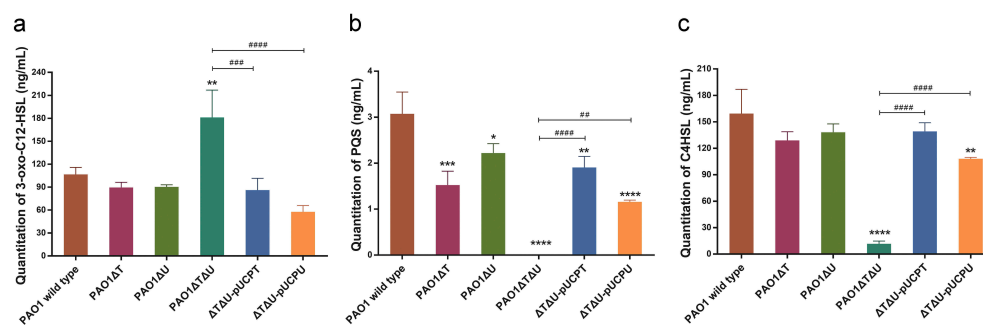 a
Quantitation of 3-oxo-C12-HSL (ng/mL)
240
210
180
150
120
90
60
30
0
**
###
####
PAO1 wild type
PAO1ΔT
PAO1ΔU
PAO1ΔTΔU
ΔTΔU-pUCPT
ΔTΔU-pUCPU
b
Quantitation of PQS (ng/mL)
4
3
2
1
0
***
*
****
**
****
####
##
PAO1 wild type
PAO1ΔT
PAO1ΔU
PAO1ΔTΔU
ΔTΔU-pUCPT
ΔTΔU-pUCPU
c
Quantitation of C4HSL (ng/mL)
210
180
150
120
90
60
30
0
****
**
####
####
PAO1 wild type
PAO1ΔT
PAO1ΔU
PAO1ΔTΔU
ΔTΔU-pUCPT
ΔTΔU-pUCPU